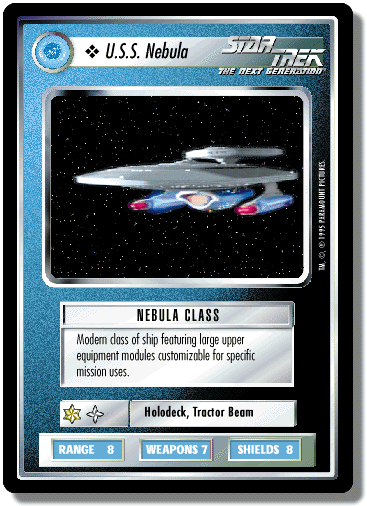 ❖ U.S.S. Nebula
STAR TREK
THE NEXT GENERATION®
TM, ©, ® 1995 PARAMOUNT PICTURES
NEBULA CLASS
Modern class of ship featuring large upper
equipment modules customizable for specific
mission uses.
Holodeck, Tractor Beam
RANGE 8
WEAPONS 7
SHIELDS 8